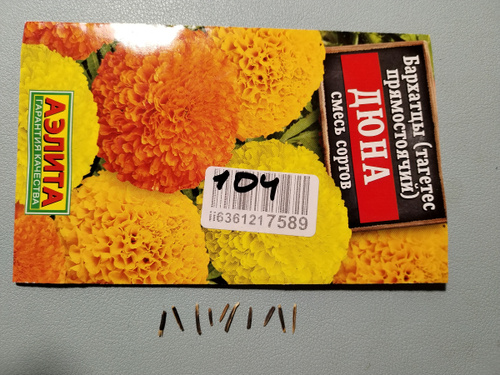 АЭЛИТА
ГАРАНТИЯ КАЧЕСТВА
Бархатцы (тагетес
прямостоячий)
ДЮНА
смесь сортов
104
ii6361217589